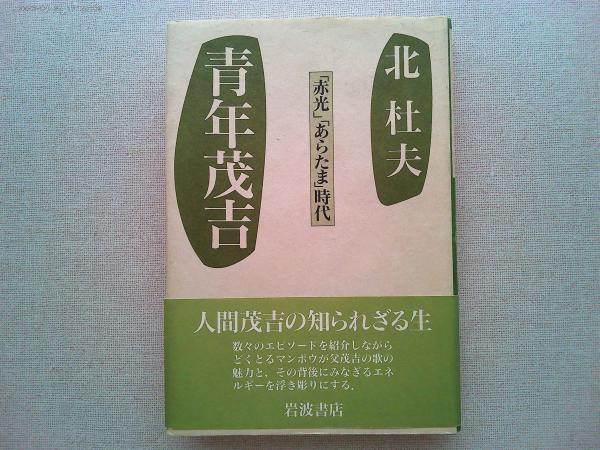 北杜夫
「赤光」「あらたま」時代
青年茂吉
人間茂吉の知られざる生
数々のエピソードを紹介しながら
どくとるマンボウが父茂吉の歌の
魅力と、その背後にみなぎるエネ
ルギーを浮き彫りにする．
岩波書店